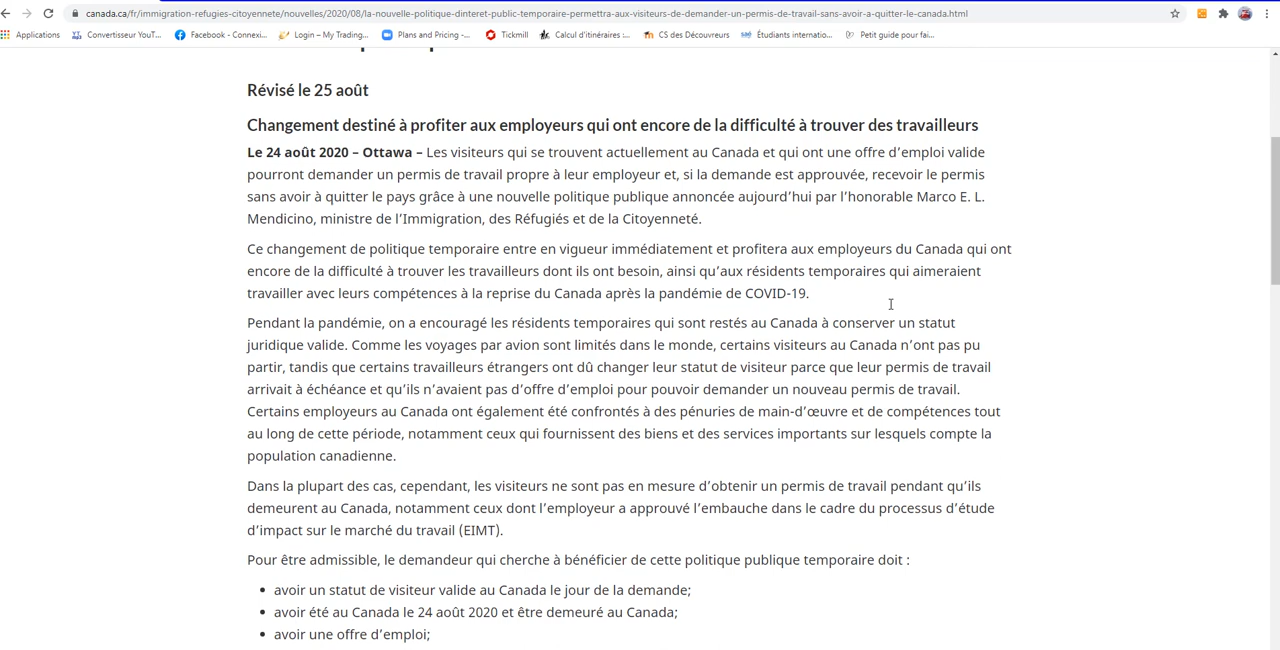 canada.ca/fr/immigration-refugies-citoyennete/nouvelles/2020/08/la-nouvelle-politique-dinteret-public-temporaire-permettra-aux-visiteurs-de-demander-un-permis-de-travail-sans-avoir-a-quitter-le-canada.html
Applications Convertisseur YouT... Facebook - Connexi... Login – My Trading... Plans and Pricing -... Tickmill Calcul d'itinéraires :... CS des Découvreurs Étudiants internatio... Petit guide pour fai...
Révisé le 25 août
Changement destiné à profiter aux employeurs qui ont encore de la difficulté à trouver des travailleurs
Le 24 août 2020 – Ottawa – Les visiteurs qui se trouvent actuellement au Canada et qui ont une offre d’emploi valide
pourront demander un permis de travail propre à leur employeur et, si la demande est approuvée, recevoir le permis
sans avoir à quitter le pays grâce à une nouvelle politique publique annoncée aujourd’hui par l’honorable Marco E. L.
Mendicino, ministre de l’Immigration, des Réfugiés et de la Citoyenneté.
Ce changement de politique temporaire entre en vigueur immédiatement et profitera aux employeurs du Canada qui ont
encore de la difficulté à trouver les travailleurs dont ils ont besoin, ainsi qu’aux résidents temporaires qui aimeraient
travailler avec leurs compétences à la reprise du Canada après la pandémie de COVID-19.
Pendant la pandémie, on a encouragé les résidents temporaires qui sont restés au Canada à conserver un statut
juridique valide. Comme les voyages par avion sont limités dans le monde, certains visiteurs au Canada n’ont pas pu
partir, tandis que certains travailleurs étrangers ont dû changer leur statut de visiteur parce que leur permis de travail
arrivait à échéance et qu’ils n’avaient pas d’offre d’emploi pour pouvoir demander un nouveau permis de travail.
Certains employeurs au Canada ont également été confrontés à des pénuries de main-d’œuvre et de compétences tout
au long de cette période, notamment ceux qui fournissent des biens et des services importants sur lesquels compte la
population canadienne.
Dans la plupart des cas, cependant, les visiteurs ne sont pas en mesure d’obtenir un permis de travail pendant qu’ils
demeurent au Canada, notamment ceux dont l’employeur a approuvé l’embauche dans le cadre du processus d’étude
d’impact sur le marché du travail (EIMT).
Pour être admissible, le demandeur qui cherche à bénéficier de cette politique publique temporaire doit :
• avoir un statut de visiteur valide au Canada le jour de la demande;
• avoir été au Canada le 24 août 2020 et être demeuré au Canada;
• avoir une offre d’emploi;